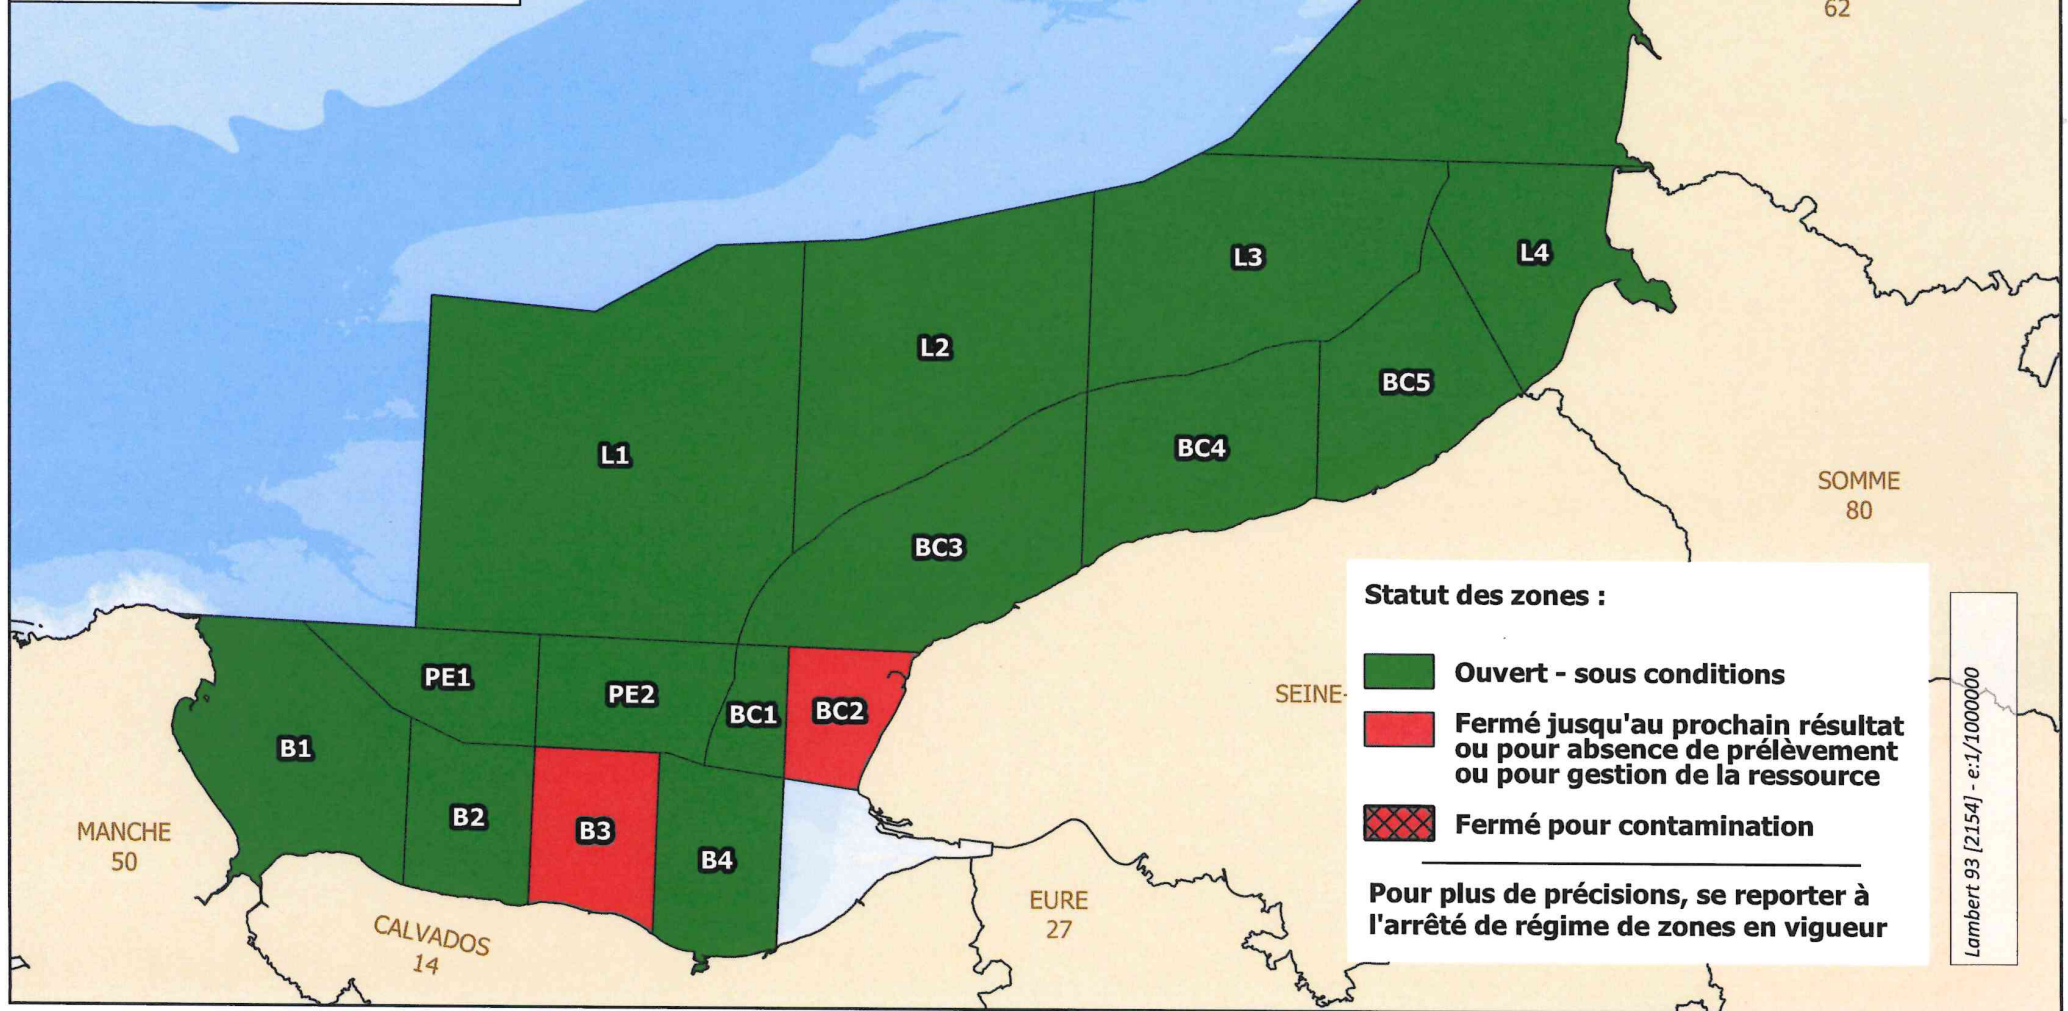 62
L3
L4
L2
BC5
L1
BC4
SOMME
80
BC3
PE1
PE2
BC1
BC2
SEINE-
B1
B2
B3
B4
MANCHE
50
CALVADOS
14
EURE
27
Statut des zones :
Ouvert - sous conditions
Fermé jusqu'au prochain résultat
ou pour absence de prélèvement
ou pour gestion de la ressource
Fermé pour contamination
Pour plus de précisions, se reporter à
l'arrêté de régime de zones en vigueur
Lambert 93 [2154] - e:1/1000000